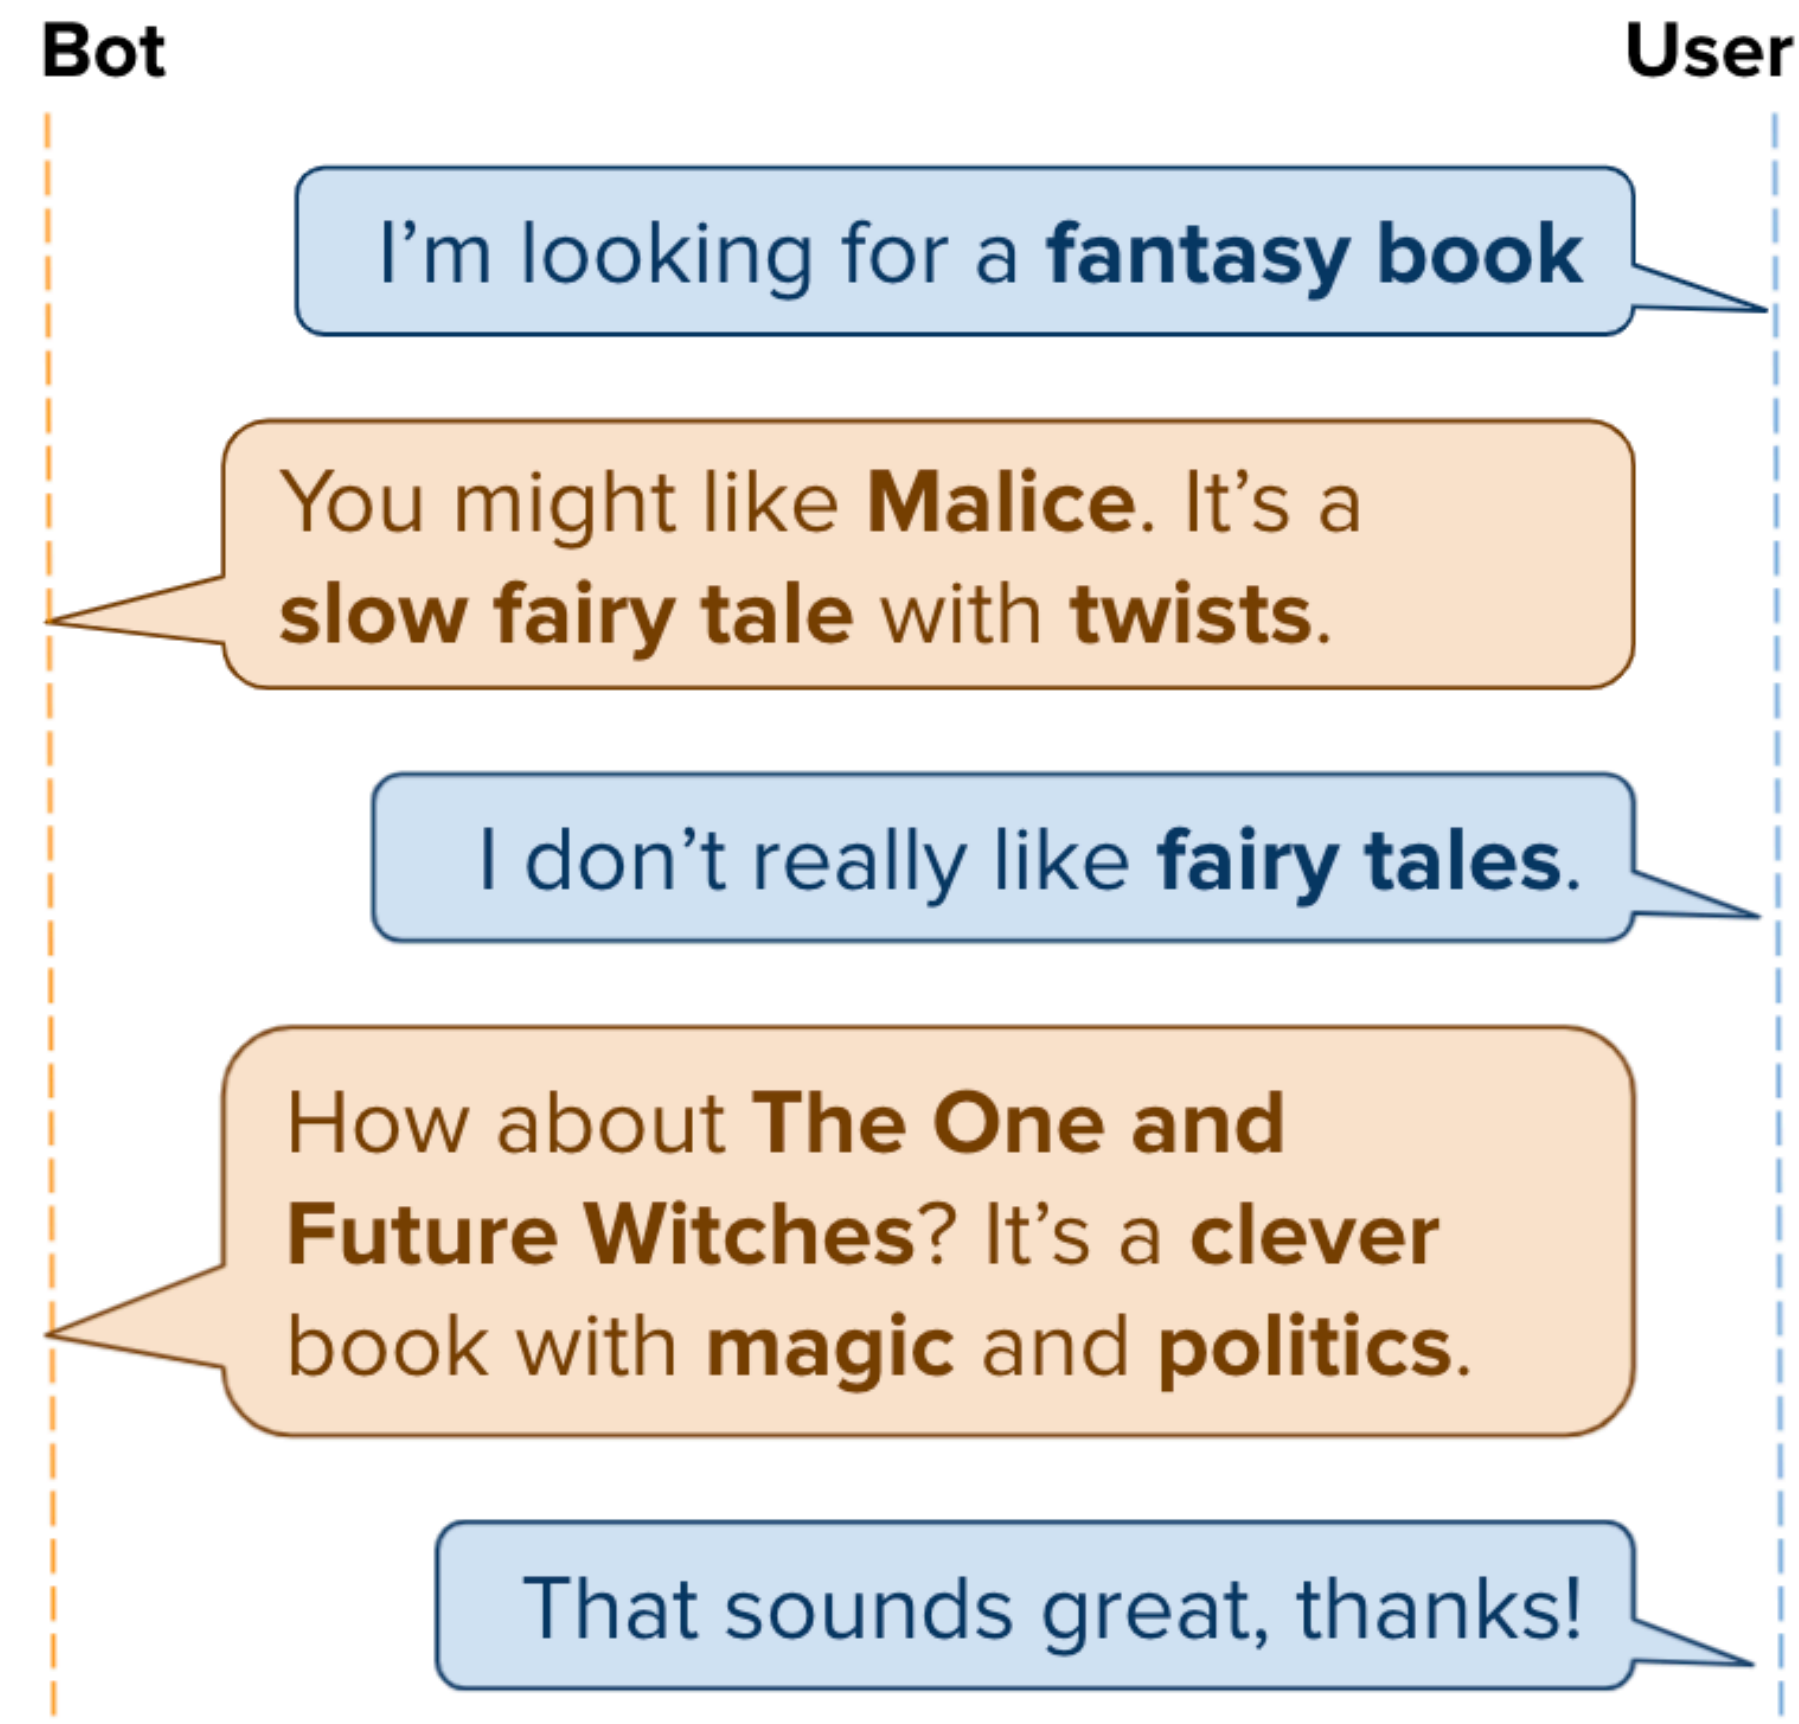 Bot
User
I’m looking for a fantasy book
You might like Malice. It’s a
slow fairy tale with twists.
I don’t really like fairy tales.
How about The One and
Future Witches? It’s a clever
book with magic and politics.
That sounds great, thanks!